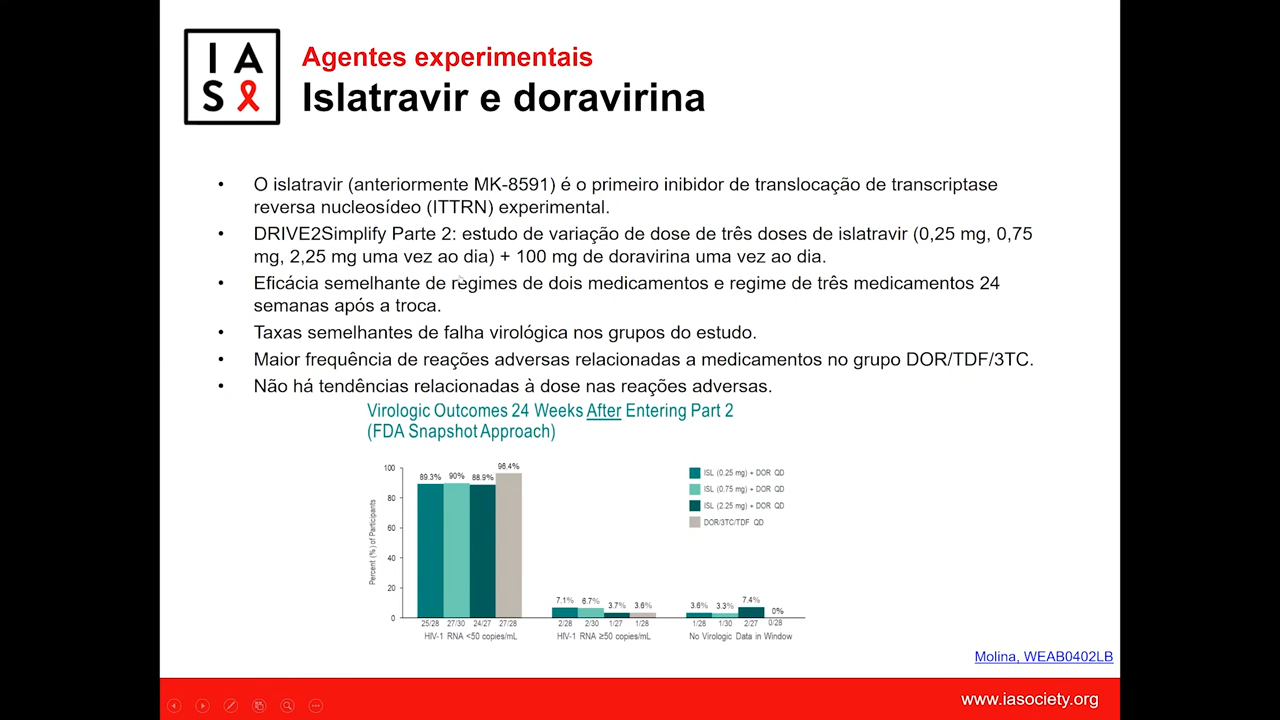 I A
S
Agentes experimentais
Islatravir e doravirina
• O islatravir (anteriormente MK-8591) é o primeiro inibidor de translocação de transcriptase
reversa nucleosídeo (ITTRN) experimental.
• DRIVE2Simplify Parte 2: estudo de variação de dose de três doses de islatravir (0,25 mg, 0,75
mg, 2,25 mg uma vez ao dia) + 100 mg de doravirina uma vez ao dia.
• Eficácia semelhante de regimes de dois medicamentos e regime de três medicamentos 24
semanas após a troca.
• Taxas semelhantes de falha virológica nos grupos do estudo.
• Maior frequência de reações adversas relacionadas a medicamentos no grupo DOR/TDF/3TC.
• Não há tendências relacionadas à dose nas reações adversas.
Virologic Outcomes 24 Weeks After Entering Part 2
(FDA Snapshot Approach)
Percent (%) of Participants
100
80
60
40
20
0
89.3% 90% 88.9% 96.4%
7.1% 6.7% 3.7% 3.6%
3.6% 3.3% 7.4% 0%
25/28 27/30 24/27 27/28
2/28 2/30 1/27 1/28
1/28 1/30 2/27 0/28
HIV-1 RNA <50 copies/mL
HIV-1 RNA ≥50 copies/mL
No Virologic Data in Window
ISL (0.25 mg) + DOR QD
ISL (0.75 mg) + DOR QD
ISL (2.25 mg) + DOR QD
DOR/3TC/TDF QD
Molina, WEAB0402LB
www.iasociety.org